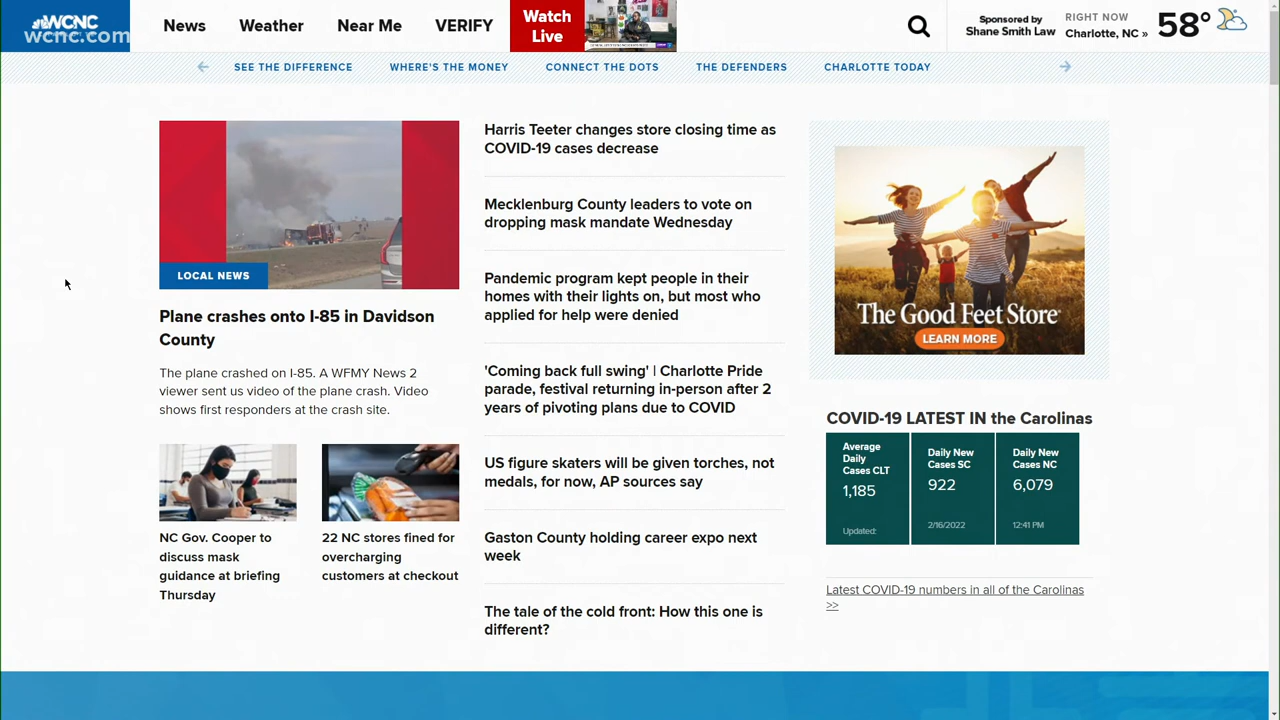 WCNC
wcnc.com
News
Weather
Near Me
VERIFY
Watch
Live
Sponsored by
Shane Smith Law
RIGHT NOW
Charlotte, NC »
58°
SEE THE DIFFERENCE
WHERE'S THE MONEY
CONNECT THE DOTS
THE DEFENDERS
CHARLOTTE TODAY
LOCAL NEWS
Plane crashes onto I-85 in Davidson
County
The plane crashed on I-85. A WFMY News 2
viewer sent us video of the plane crash. Video
shows first responders at the crash site.
NC Gov. Cooper to
discuss mask
guidance at briefing
Thursday
22 NC stores fined for
overcharging
customers at checkout
Harris Teeter changes store closing time as
COVID-19 cases decrease
Mecklenburg County leaders to vote on
dropping mask mandate Wednesday
Pandemic program kept people in their
homes with their lights on, but most who
applied for help were denied
'Coming back full swing' | Charlotte Pride
parade, festival returning in-person after 2
years of pivoting plans due to COVID
US figure skaters will be given torches, not
medals, for now, AP sources say
Gaston County holding career expo next
week
The tale of the cold front: How this one is
different?
The Good Feet Store
LEARN MORE
COVID-19 LATEST IN the Carolinas
Average
Daily
Cases CLT
1,185
Updated:
Daily New
Cases SC
922
2/16/2022
Daily New
Cases NC
6,079
12:41 PM
Latest COVID-19 numbers in all of the Carolinas
>>